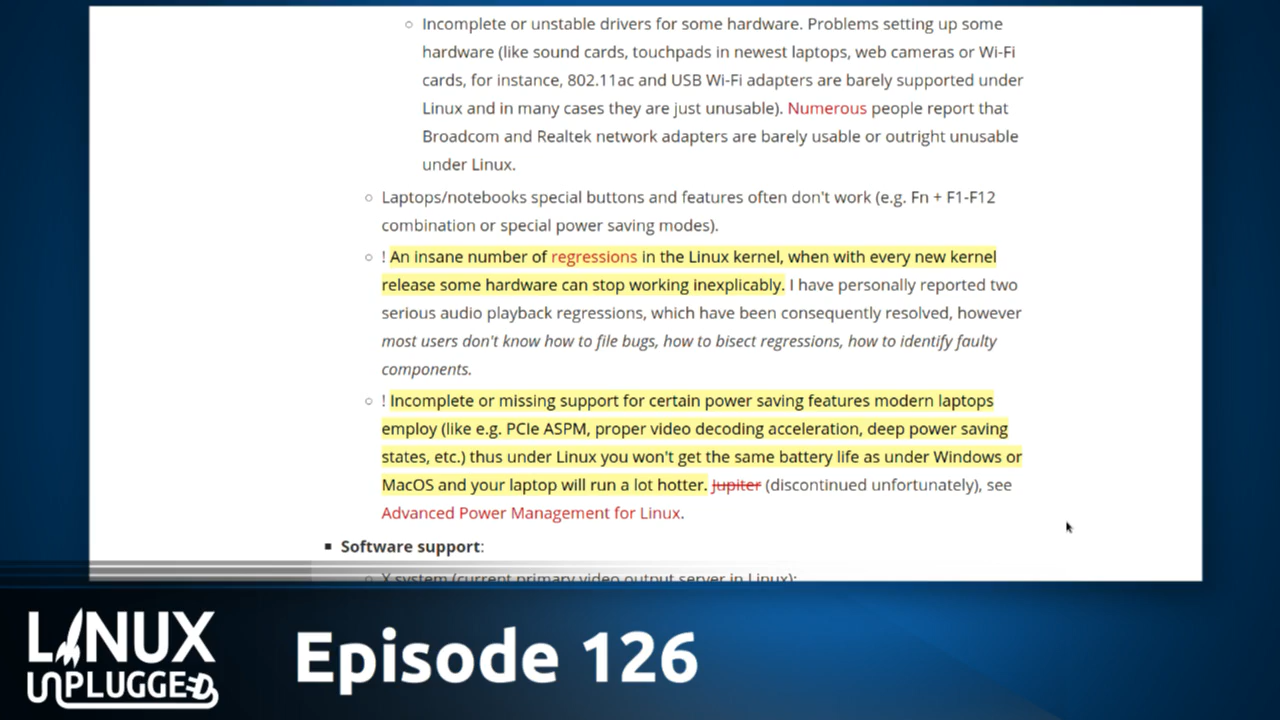 Incomplete or unstable drivers for some hardware. Problems setting up some
hardware (like sound cards, touchpads in newest laptops, web cameras or Wi-Fi
cards, for instance, 802.11ac and USB Wi-Fi adapters are barely supported under
Linux and in many cases they are just unusable). Numerous people report that
Broadcom and Realtek network adapters are barely usable or outright unusable
under Linux.
Laptops/notebooks special buttons and features often don't work (e.g. Fn + F1-F12
combination or special power saving modes).
! An insane number of regressions in the Linux kernel, when with every new kernel
release some hardware can stop working inexplicably. I have personally reported two
serious audio playback regressions, which have been consequently resolved, however
most users don't know how to file bugs, how to bisect regressions, how to identify faulty
components.
! Incomplete or missing support for certain power saving features modern laptops
employ (like e.g. PCIe ASPM, proper video decoding acceleration, deep power saving
states, etc.) thus under Linux you won't get the same battery life as under Windows or
MacOS and your laptop will run a lot hotter. Jupiter (discontinued unfortunately), see
Advanced Power Management for Linux.
Software support:
X system (current primary video output server in Linux):
LINUX
UNPLUGGED
Episode 126